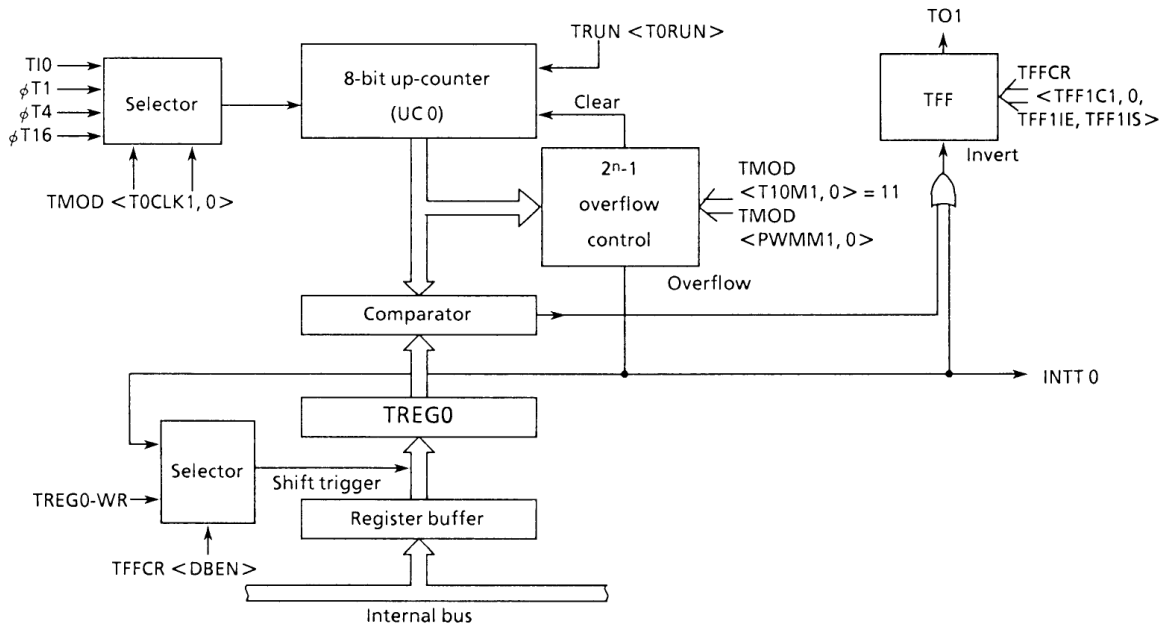 TO1
TRUN <T0RUN>
TI0
φT1
φT4
φT16
Selector
8-bit up-counter
(UC 0)
TFF
TFFCR
<TFF1C1, 0,
TFF1IE, TFF1IS>
Clear
Invert
TMOD <T0CLK1, 0>
2ⁿ-1
overflow
control
TMOD
<T10M1, 0> = 11
TMOD
<PWMM1, 0>
Overflow
Comparator
INTT 0
TREG0
Selector
Shift trigger
TREG0-WR
Register buffer
TFFCR <DBEN>
Internal bus